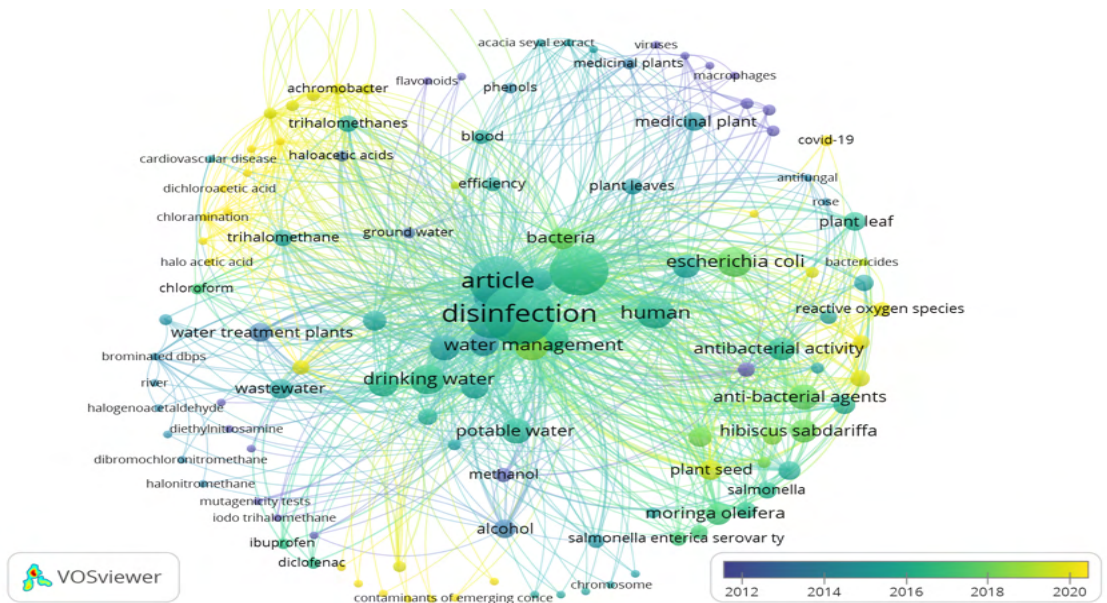 acacia seyal extract
viruses
medicinal plants
flavonoids
macrophages
achromobacter
phenols
trihalomethanes
medicinal plant
blood
covid-19
haloacetic acids
cardiovascular disease
antifungal
efficiency
plant leaves
dichloroacetic acid
rose
chloramination
plant leaf
ground water
trihalomethane
bacteria
halo acetic acid
escherichia coli
bactericides
article
chloroform
reactive oxygen species
disinfection
human
water treatment plants
water management
antibacterial activity
brominated dbps
drinking water
river
wastewater
anti-bacterial agents
halogenoacetaldehyde
diethylnitrosamine
potable water
hibiscus sabdariffa
dibromochloronitromethane
plant seed
methanol
halonitromethane
salmonella
mutagenicity tests
moringa oleifera
iodo trihalomethane
alcohol
salmonella enterica serovar ty
ibuprofen
diclofenac
chromosome
contaminants of emerging conce
VOSviewer
2012 2014 2016 2018 2020